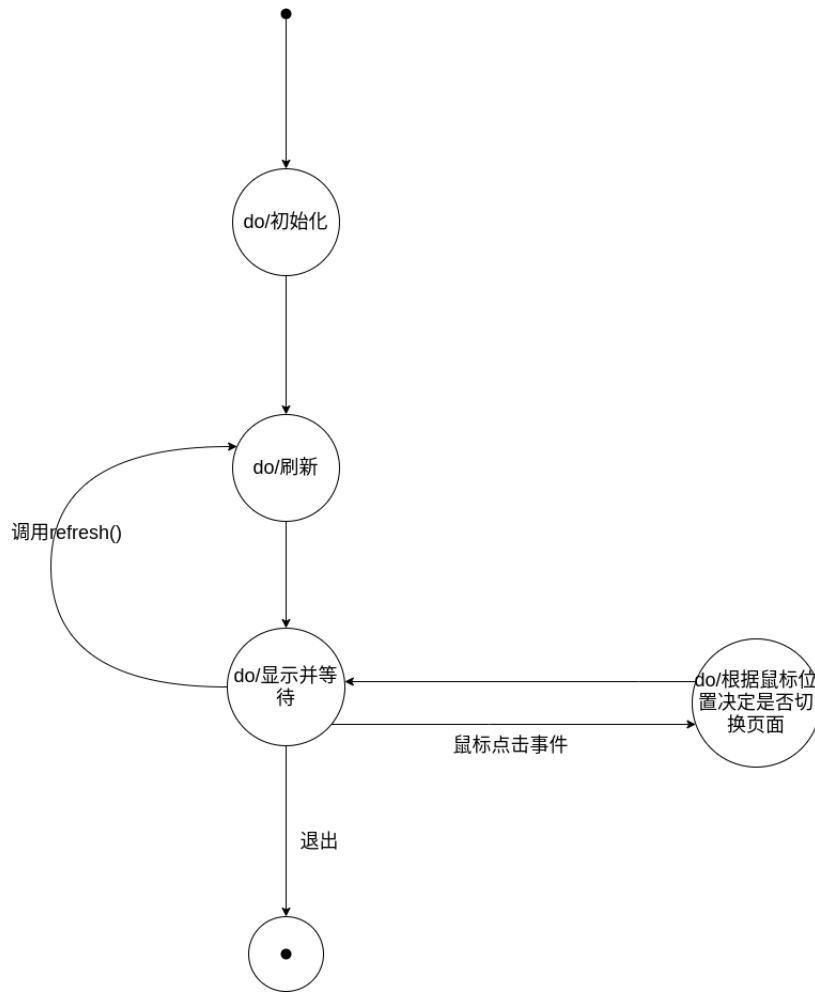 do/初始化
do/刷新
调用refresh()
do/显示并等
待
do/根据鼠标位
置决定是否切
换页面
鼠标点击事件
退出